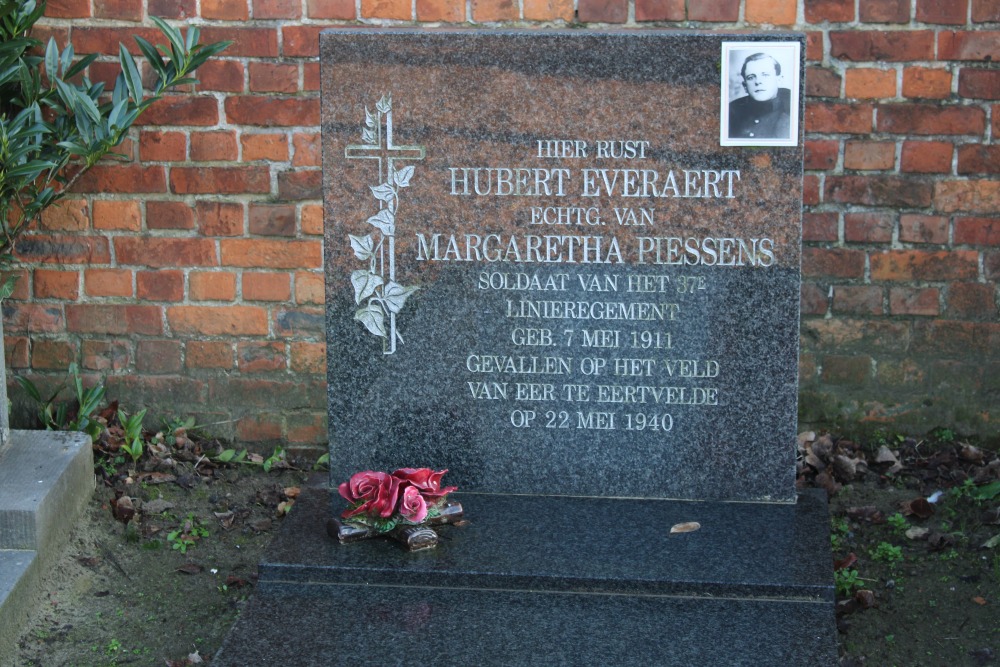 HIER RUST
HUBERT EVERAERT
ECHTG. VAN
MARGARETHA PIESSENS
SOLDAAT VAN HET 37E
LINIEREGEMENT
GEB. 7 MEI 1911
GEVALLEN OP HET VELD
VAN EER TE EERTVELDE
OP 22 MEI 1940